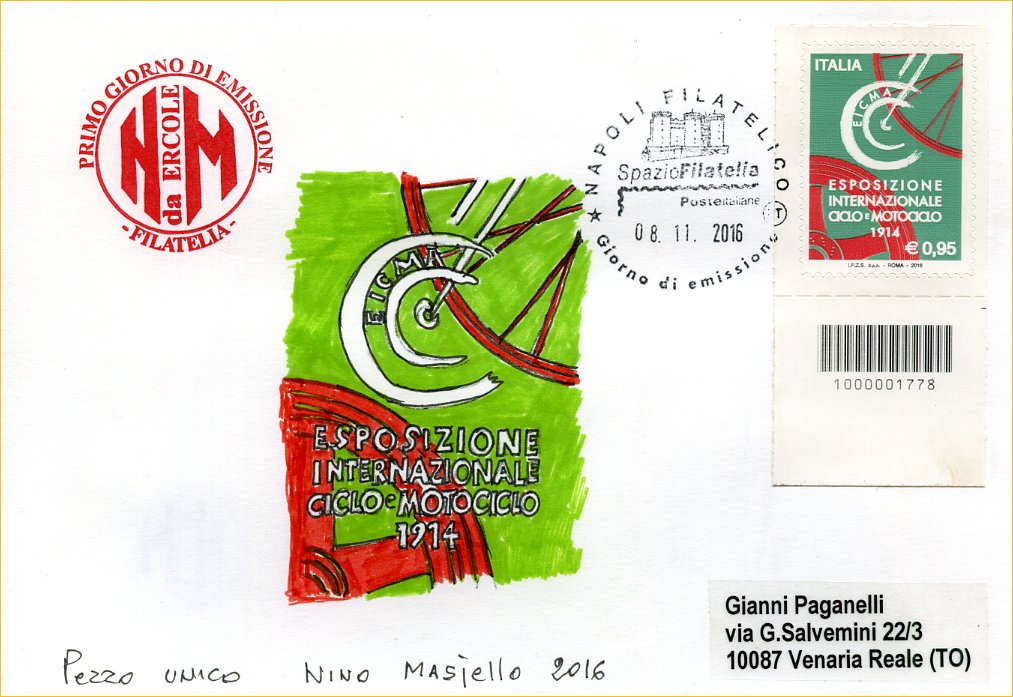 PRIMO GIORNO DI EMISSIONE
NM
da ERCOLE
-FILATELIA-
NAPOLI FILATELICO
SpazioFilatelia
Posteitaliane
T
08.11.2016
★ Giorno di emissione
ITALIA
EICMA
ESPOSIZIONE
INTERNAZIONALE
CICLO E MOTOCICLO
1914
€ 0,95
I.P.Z.S. S.p.A. - ROMA - 2016
1000001778
EICMA
ESPOSIZIONE
INTERNAZIONALE
CICLO e MOTOCICLO
1914
Gianni Paganelli
via G.Salvemini 22/3
10087 Venaria Reale (TO)
Pezzo unico Nino Masiello 2016